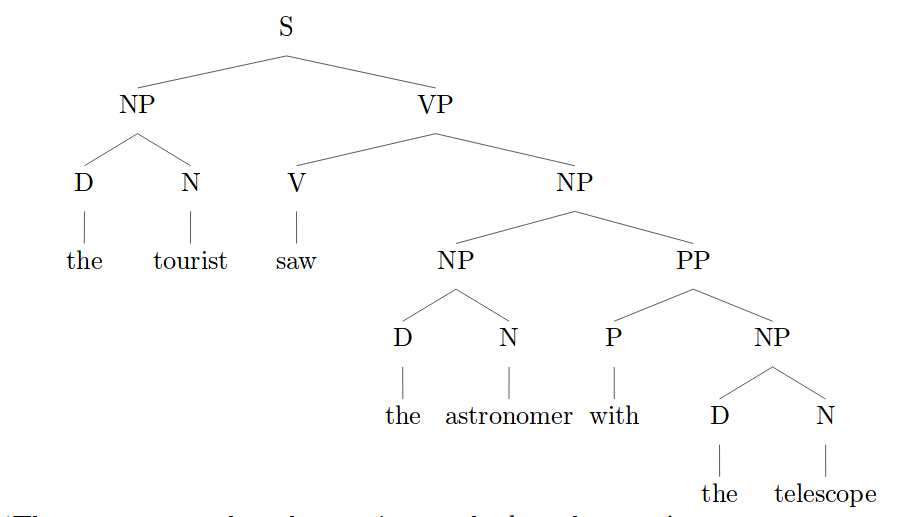 S
NP VP
D N V NP
the tourist saw NP PP
D N P NP
the astronomer with D N
the telescope